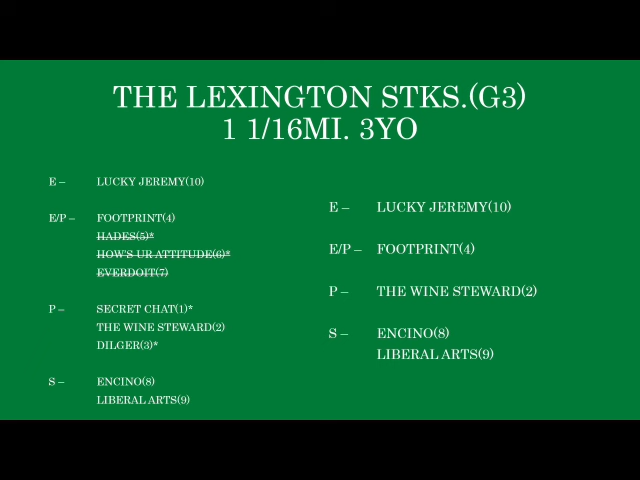 THE LEXINGTON STKS.(G3)
1 1/16MI. 3YO
E – LUCKY JEREMY(10)
E/P – FOOTPRINT(4)
HADES(5)*
HOW'S UR ATTITUDE(6)*
EVERDOIT(7)
P – SECRET CHAT(1)*
THE WINE STEWARD(2)
DILGER(3)*
S – ENCINO(8)
LIBERAL ARTS(9)
E – LUCKY JEREMY(10)
E/P – FOOTPRINT(4)
P – THE WINE STEWARD(2)
S – ENCINO(8)
LIBERAL ARTS(9)